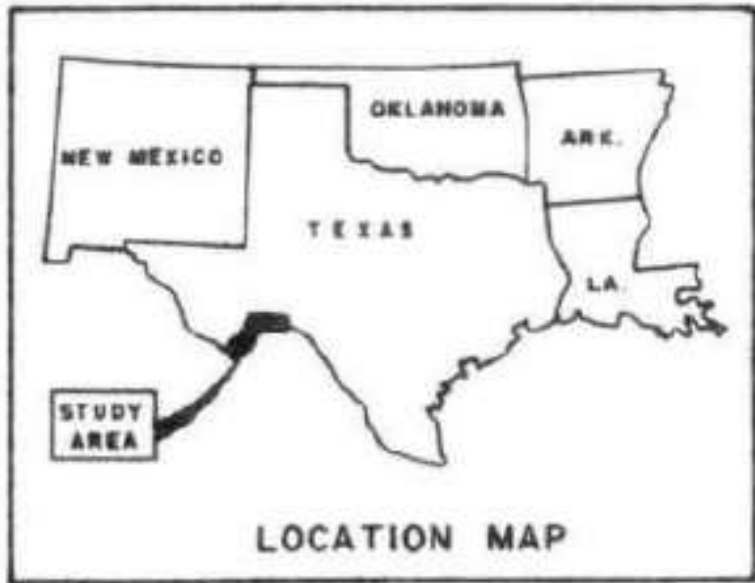 OKLAHOMA
ARK.
NEW MEXICO
TEXAS
LA.
STUDY
AREA
LOCATION MAP